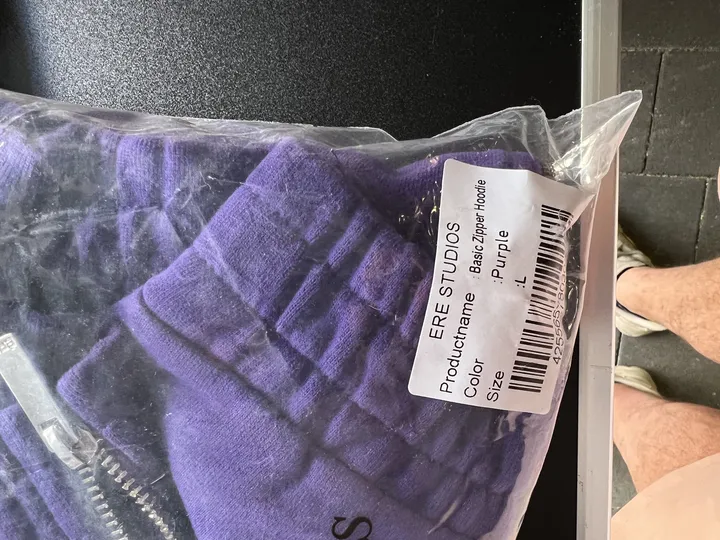 ERE STUDIOS
Productname : Basic Zipper Hoodie
Color :Purple
Size :L
S